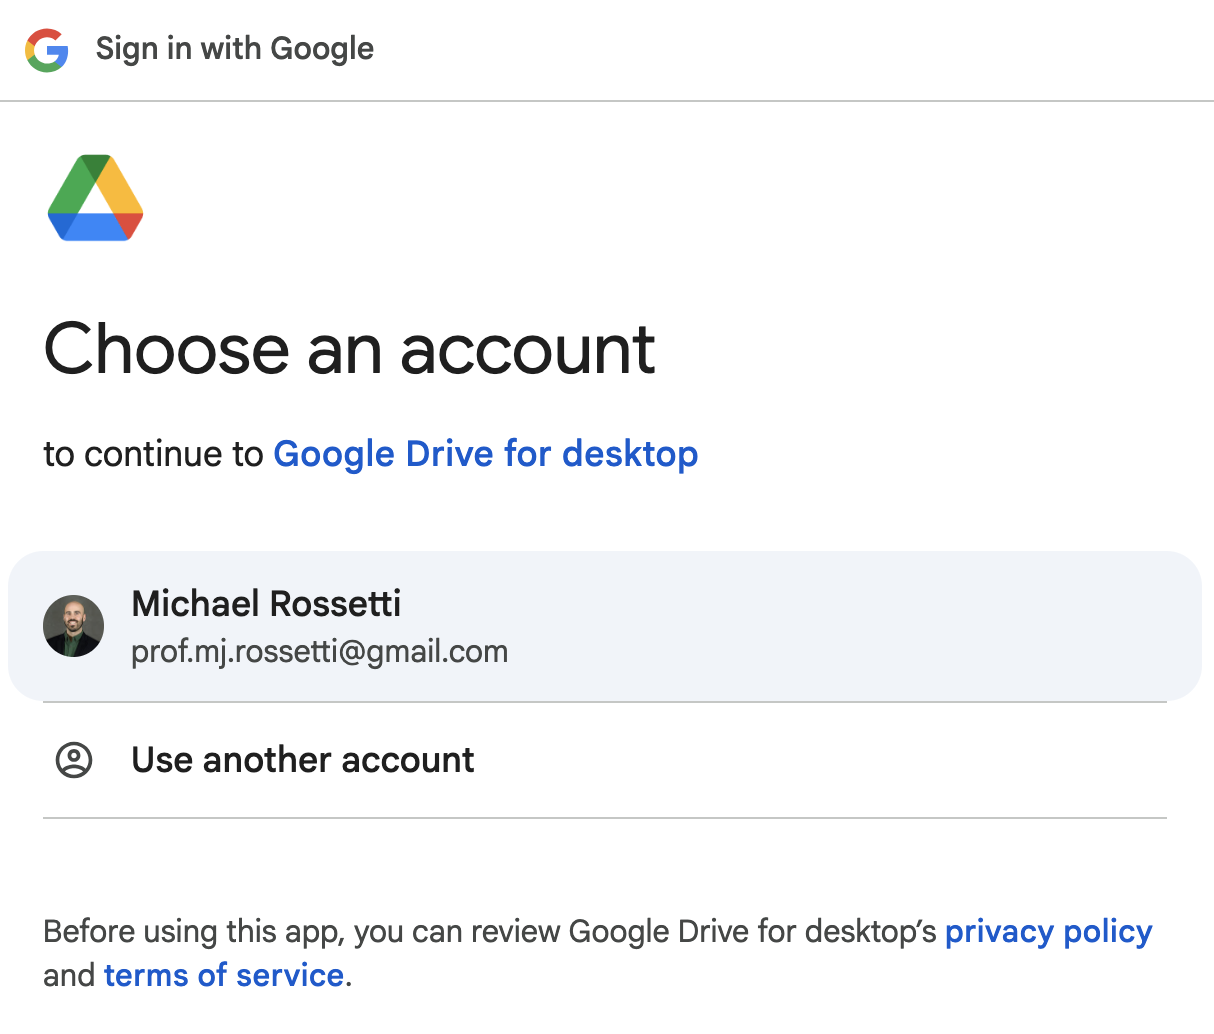 Sign in with Google
Choose an account
to continue to Google Drive for desktop
Michael Rossetti
prof.mj.rossetti@gmail.com
Use another account
Before using this app, you can review Google Drive for desktop’s privacy policy
and terms of service.